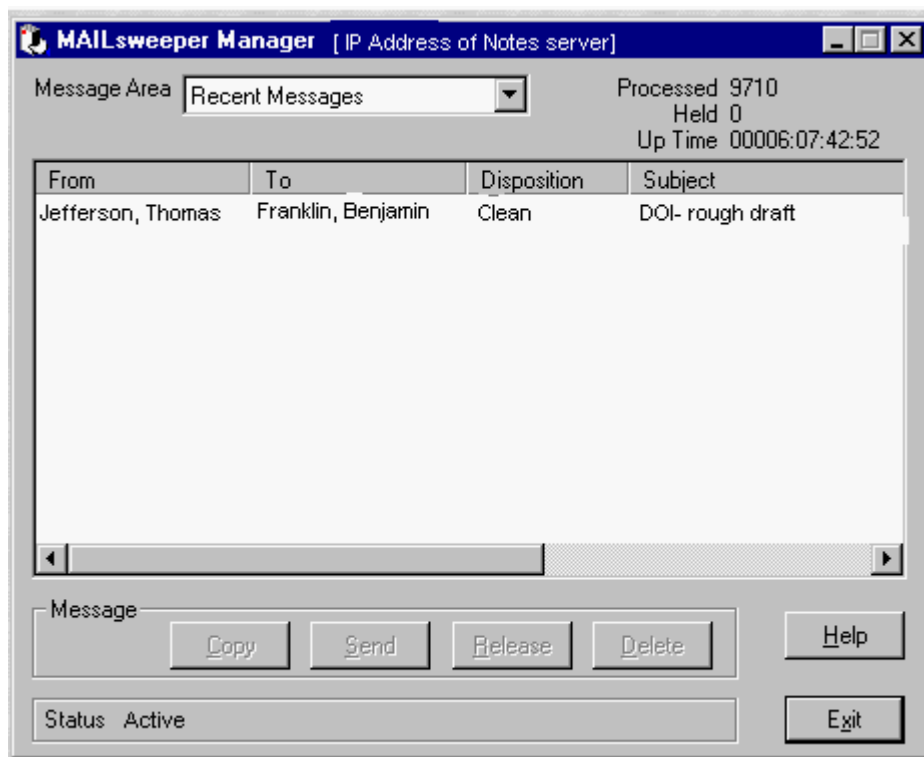 MAILsweeper Manager [ IP Address of Notes server]
Message Area Recent Messages Processed 9710
Held 0
Up Time 00006:07:42:52
From To Disposition Subject
Jefferson, Thomas Franklin, Benjamin Clean DOI- rough draft
Message
Copy Send Release Delete Help
Status Active Exit